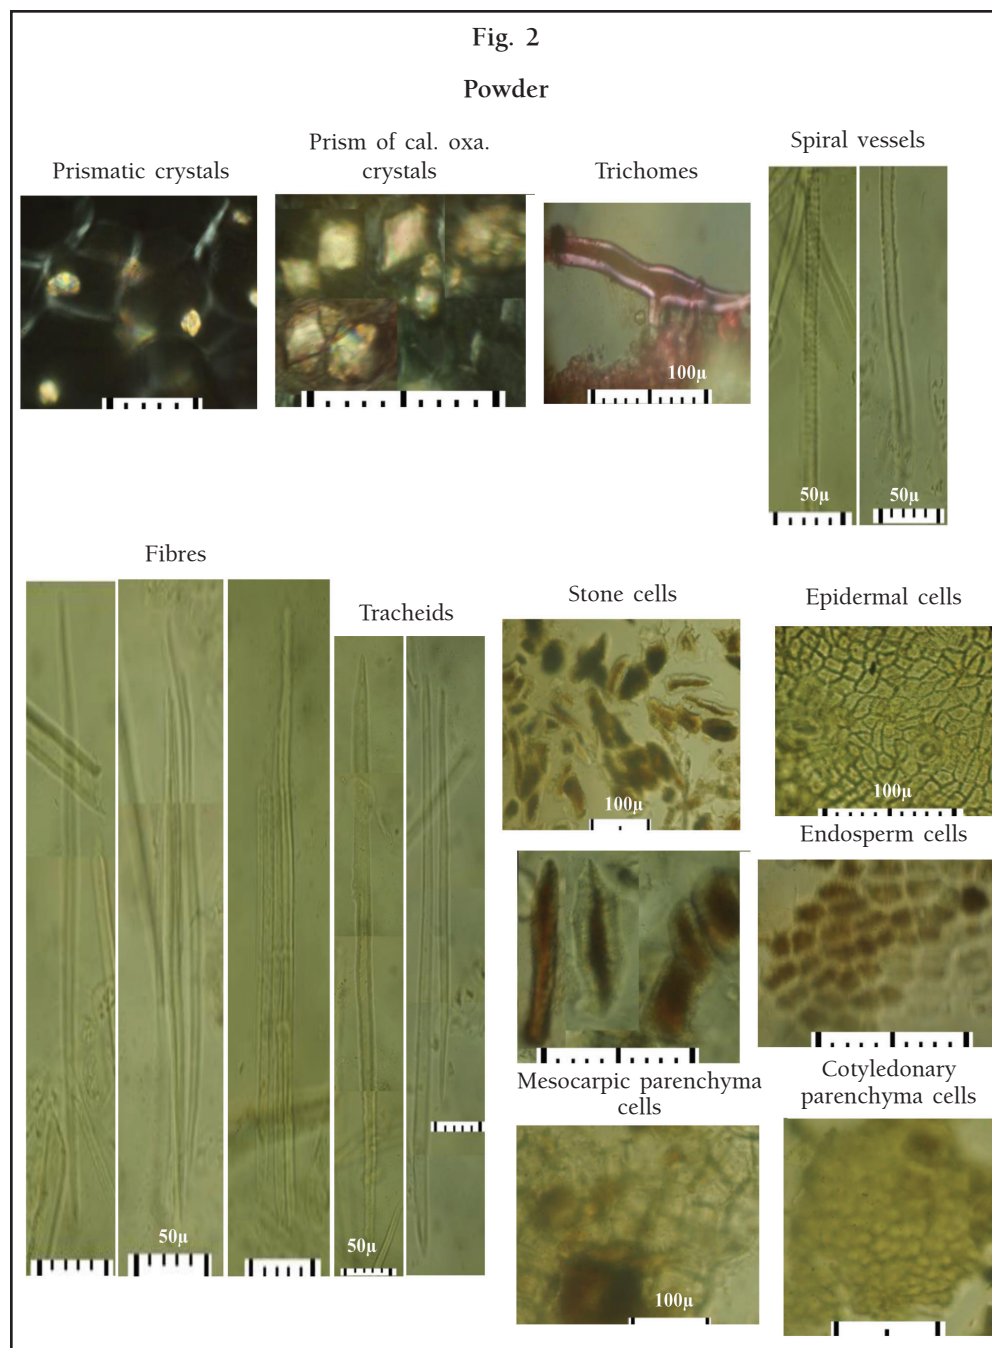 Fig. 2
Powder
Prismatic crystals
Prism of cal. oxa.
crystals
Trichomes
Spiral vessels
100µ
50µ
50µ
Fibres
Tracheids
Stone cells
Epidermal cells
100µ
100µ
Endosperm cells
Mesocarpic parenchyma
cells
Cotyledonary
parenchyma cells
50µ
50µ
100µ